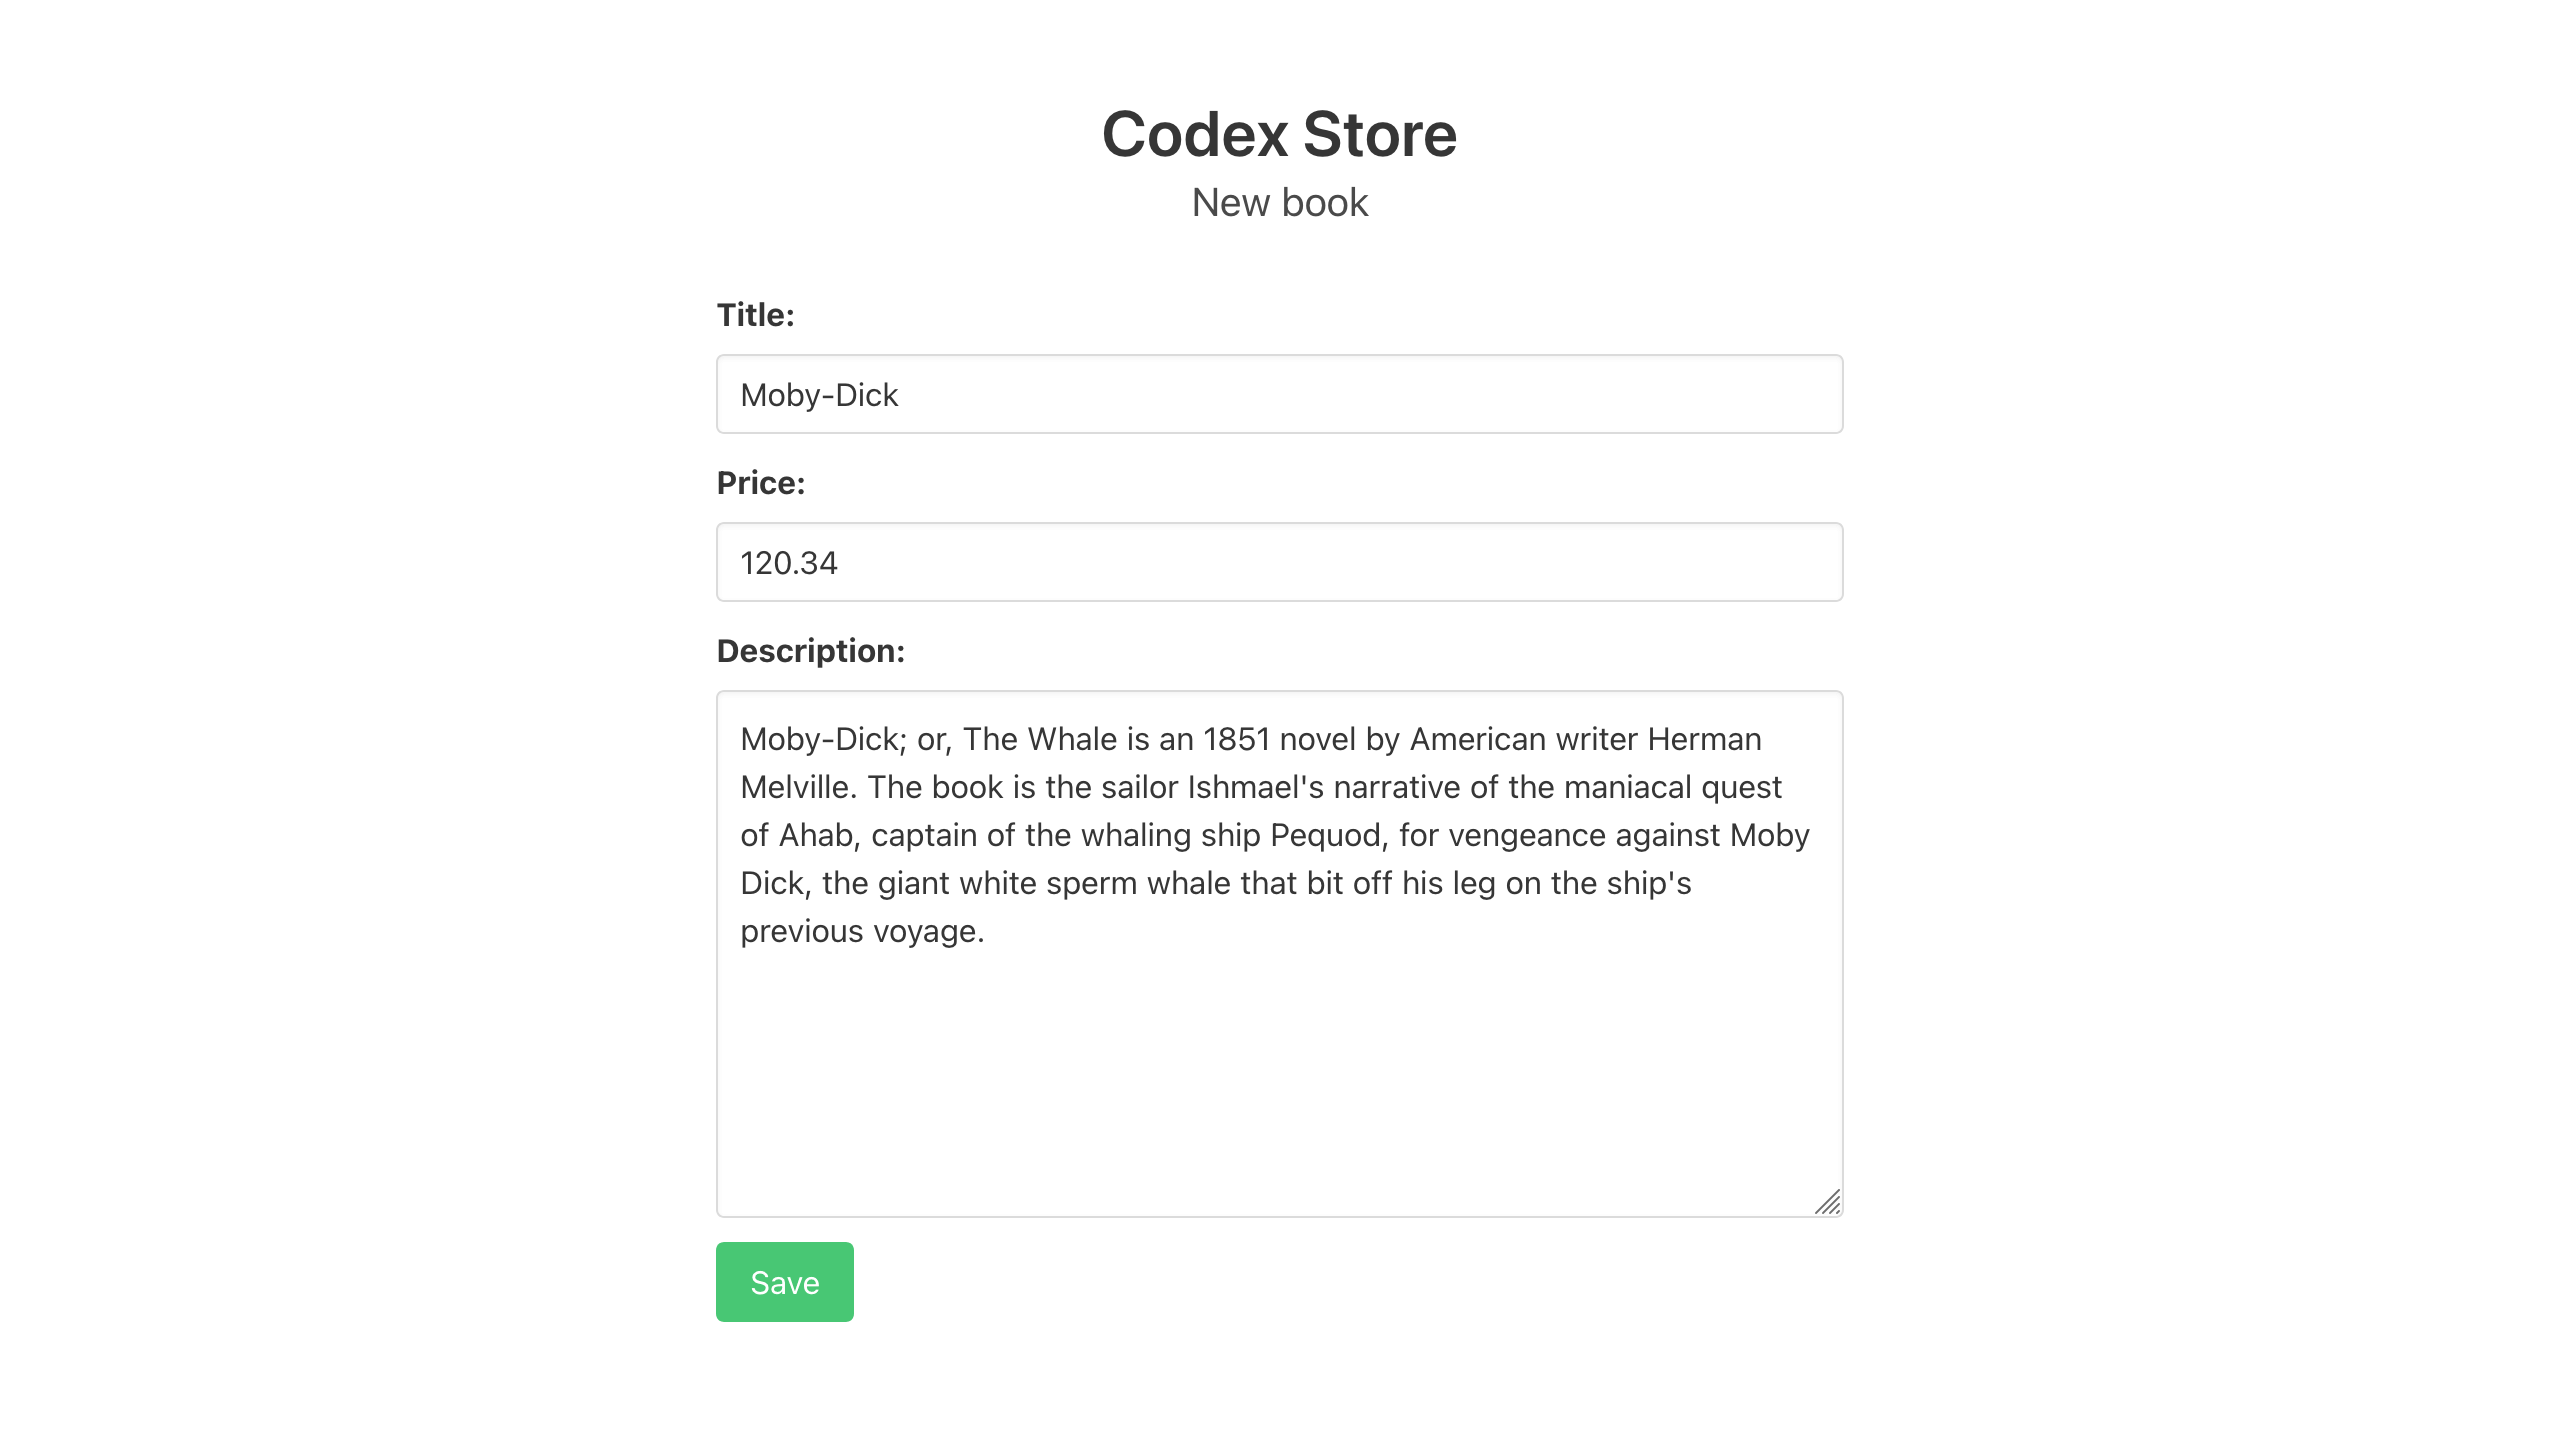 Codex Store
New book
Title:
Moby-Dick
Price:
120.34
Description:
Moby-Dick; or, The Whale is an 1851 novel by American writer Herman
Melville. The book is the sailor Ishmael's narrative of the maniacal quest
of Ahab, captain of the whaling ship Pequod, for vengeance against Moby
Dick, the giant white sperm whale that bit off his leg on the ship's
previous voyage.
Save